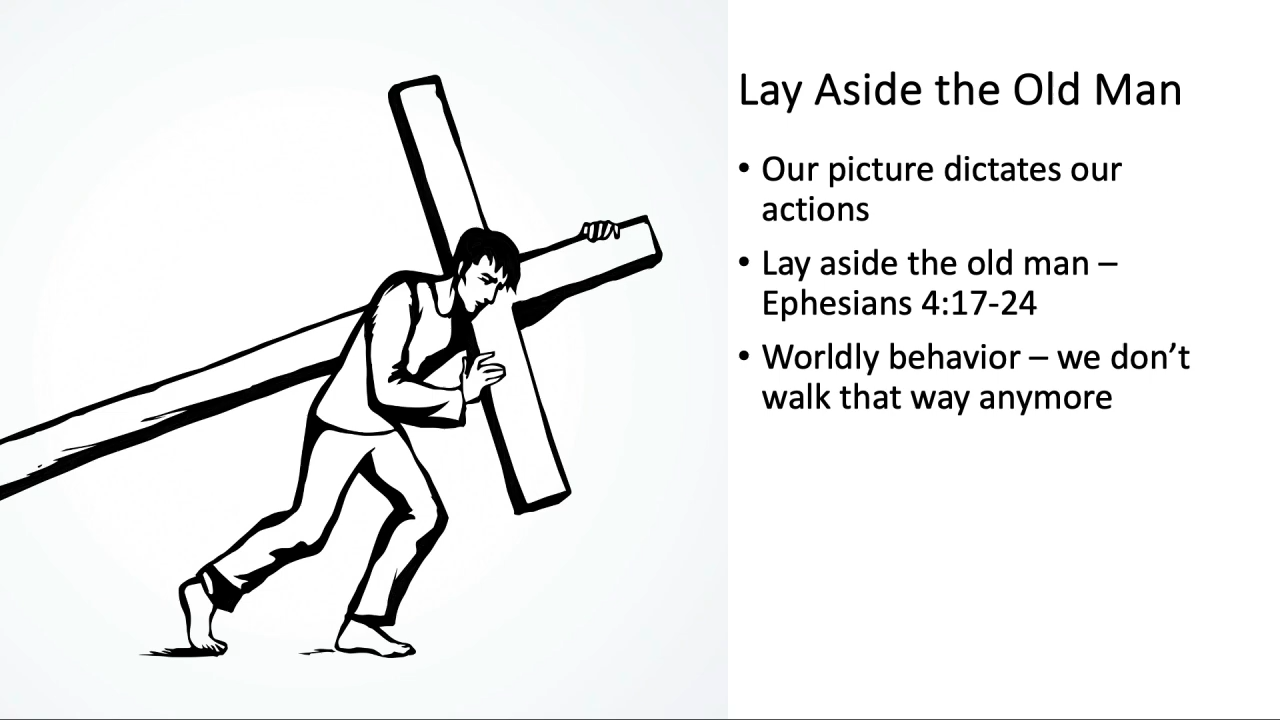 Lay Aside the Old Man
• Our picture dictates our
actions
• Lay aside the old man –
Ephesians 4:17-24
• Worldly behavior – we don’t
walk that way anymore